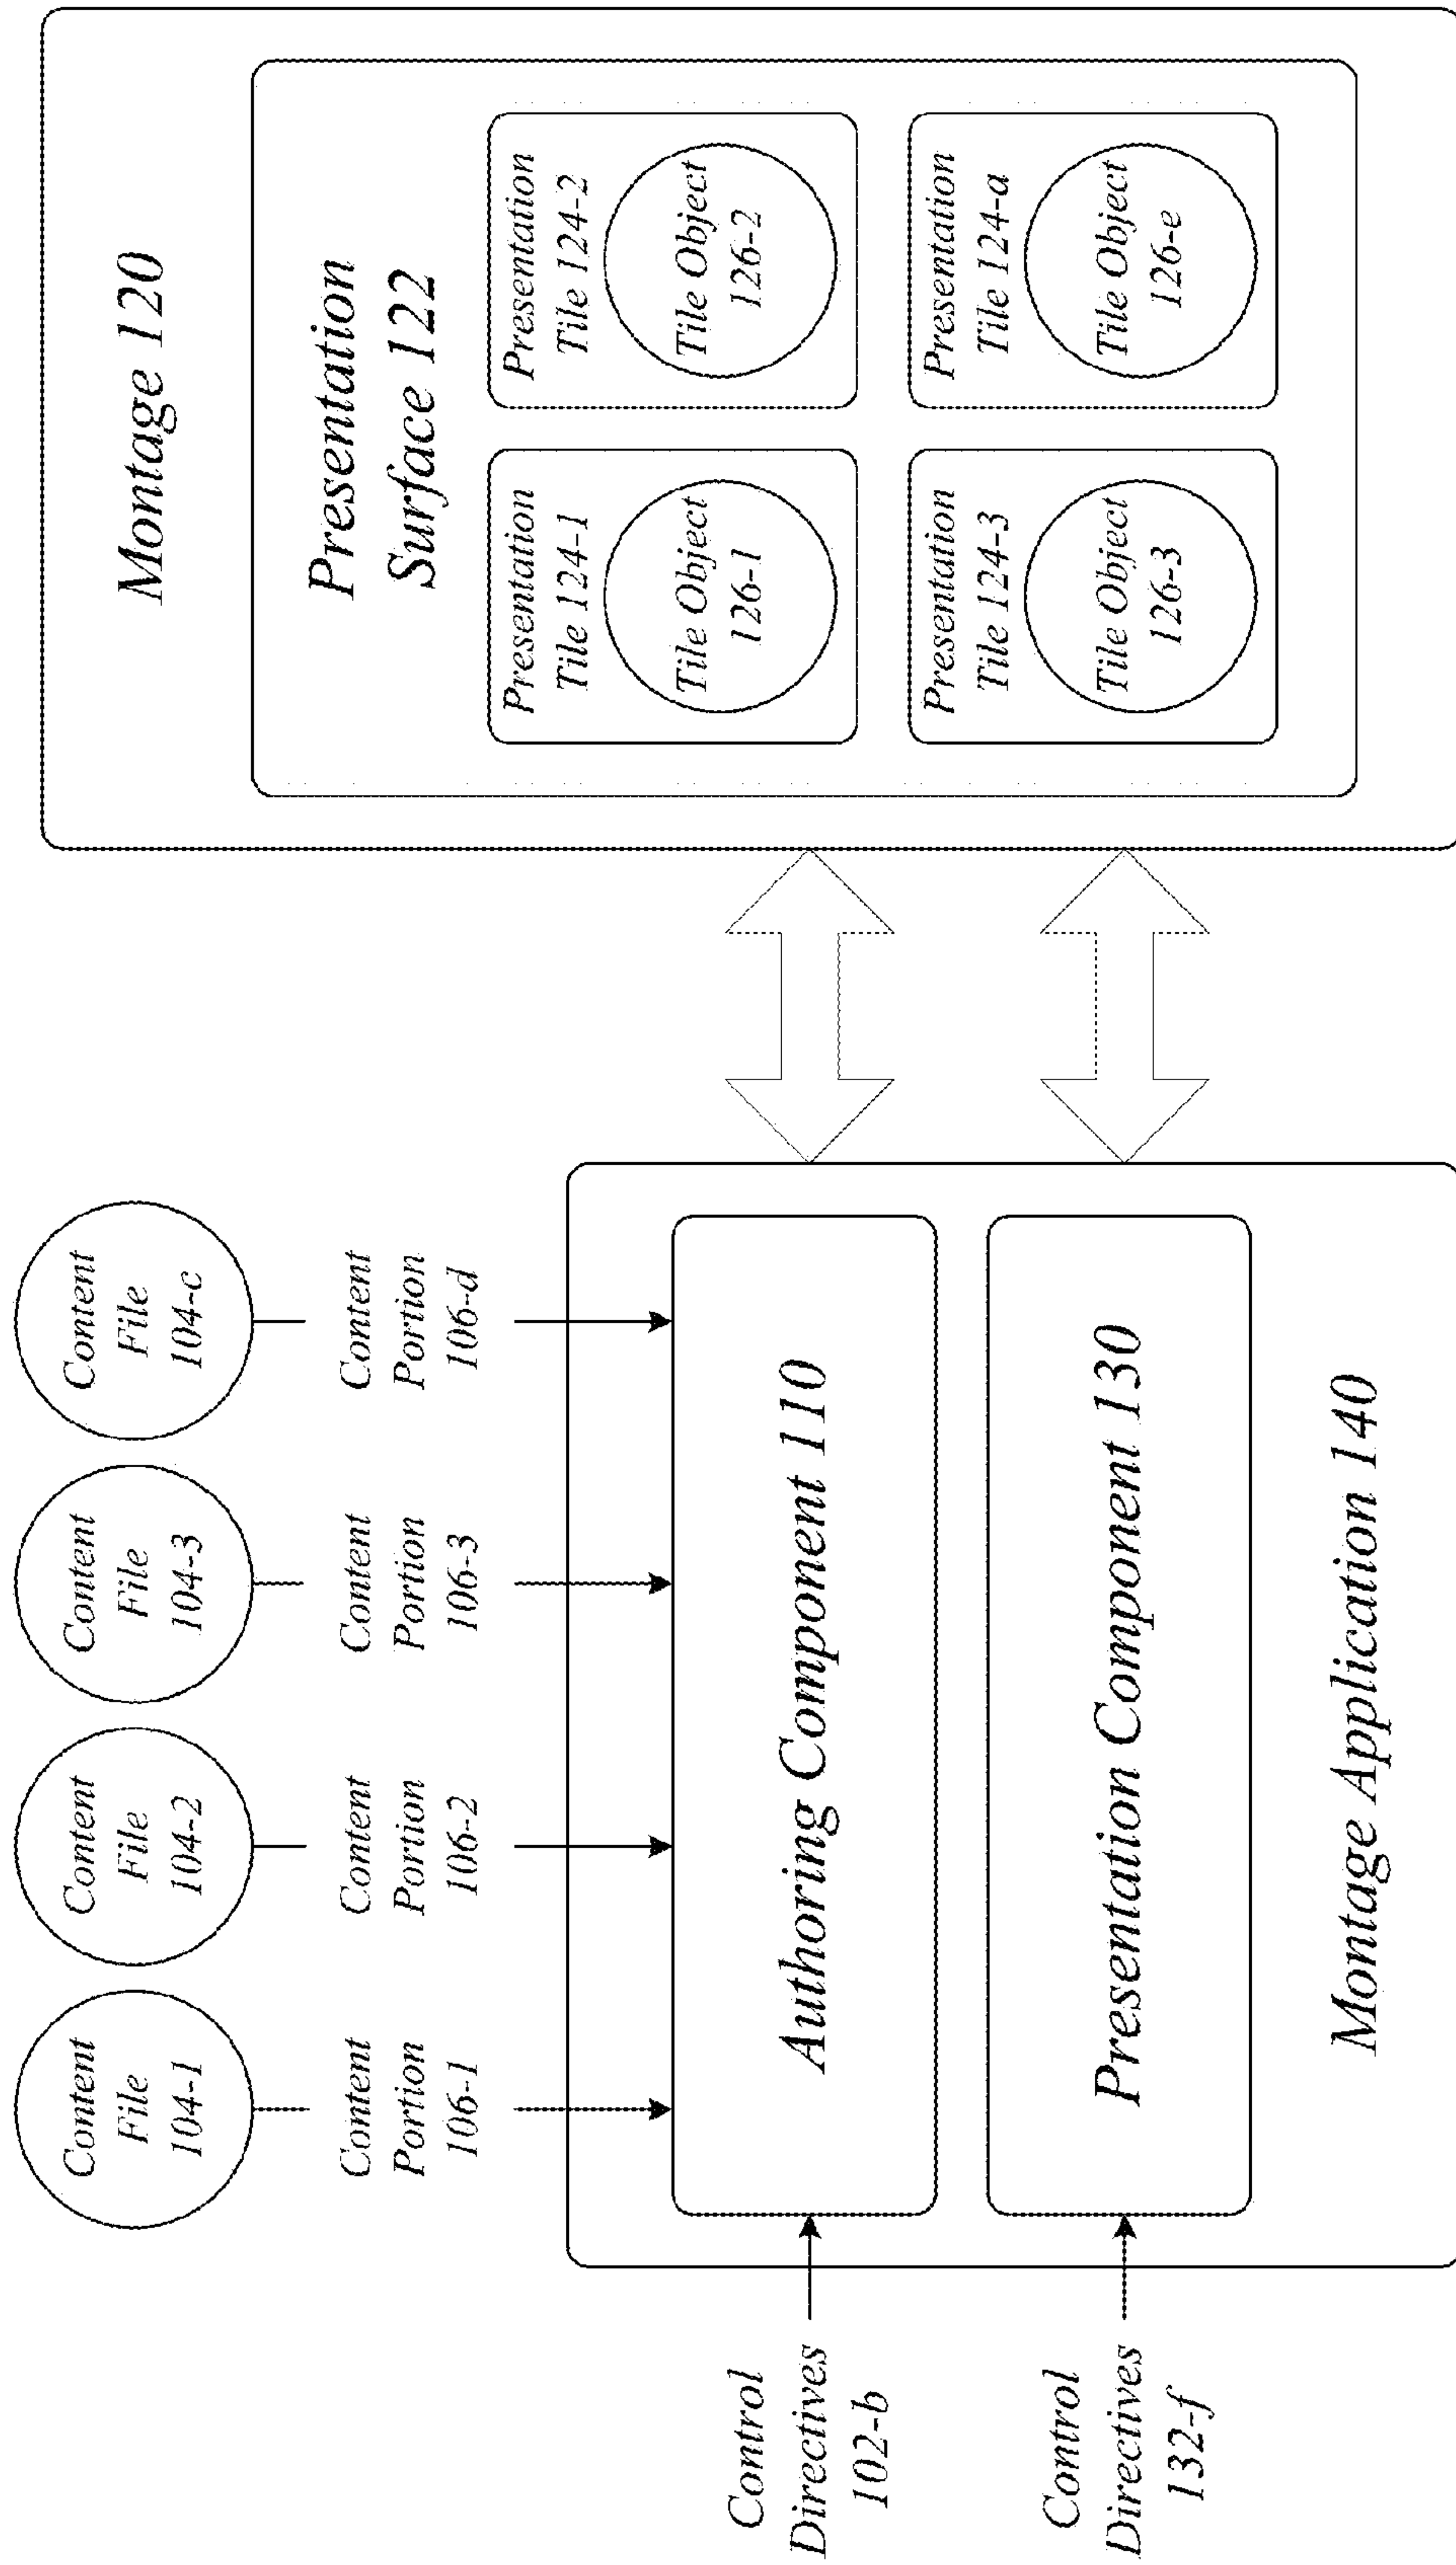 Content
File
104-1
Content
File
104-2
Content
File
104-3
Content
File
104-c
Content
Portion
106-1
Content
Portion
106-2
Content
Portion
106-3
Content
Portion
106-d
Control
Directives
102-b
Control
Directives
132-f
Authoring Component 110
Presentation Component 130
Montage Application 140
Montage 120
Presentation
Surface 122
Presentation
Tile 124-1
Tile Object
126-1
Presentation
Tile 124-2
Tile Object
126-2
Presentation
Tile 124-3
Tile Object
126-3
Presentation
Tile 124-a
Tile Object
126-e